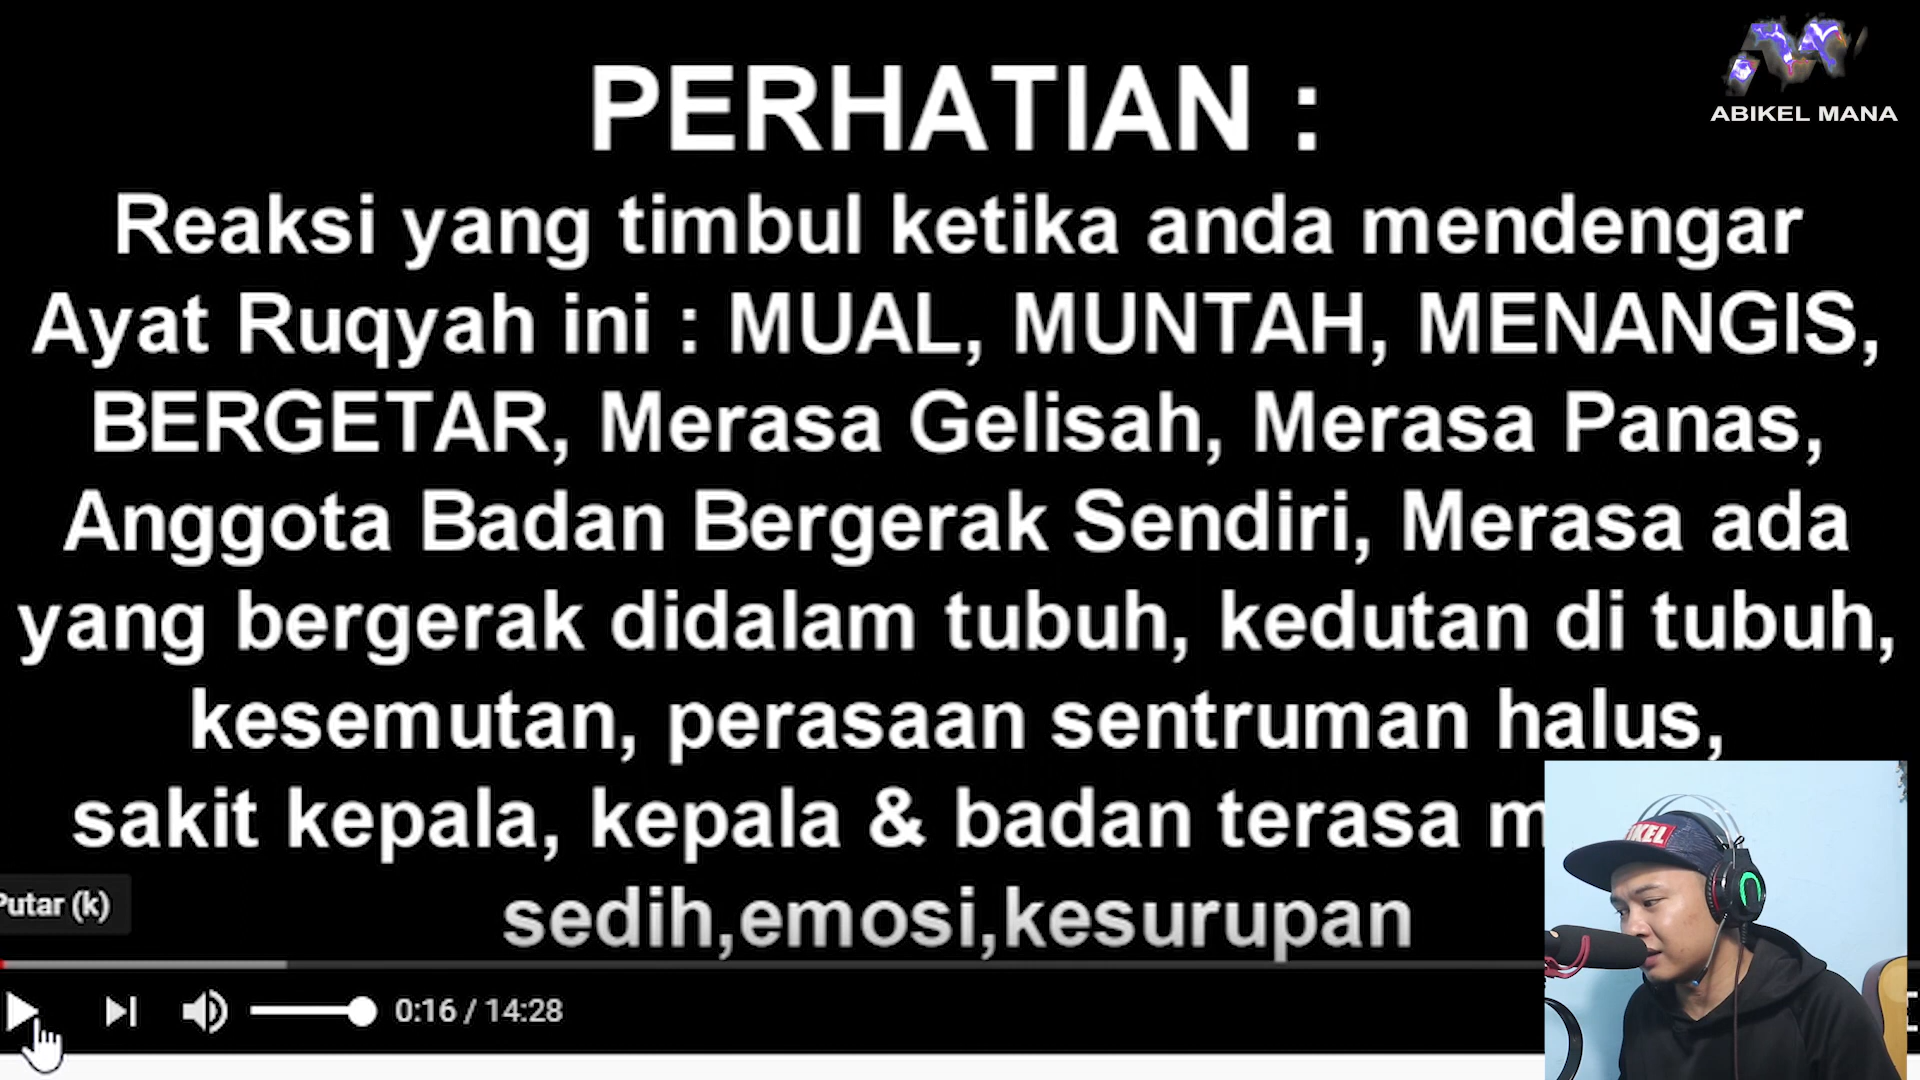 ABIKEL MANA
PERHATIAN :
Reaksi yang timbul ketika anda mendengar
Ayat Ruqyah ini : MUAL, MUNTAH, MENANGIS,
BERGETAR, Merasa Gelisah, Merasa Panas,
Anggota Badan Bergerak Sendiri, Merasa ada
yang bergerak didalam tubuh, kedutan di tubuh,
kesemutan, perasaan sentruman halus,
sakit kepala, kepala & badan terasa
sedih,emosi,kesurupan
Putar (k)
0:16 / 14:28